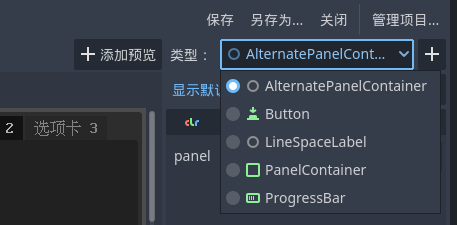 保存 另存为... 关闭 管理项目...
添加预览 类型： AlternatePanelCont...
显示默
AlternatePanelContainer
2 选项卡 3
clr
Button
LineSpaceLabel
panel
PanelContainer
ProgressBar